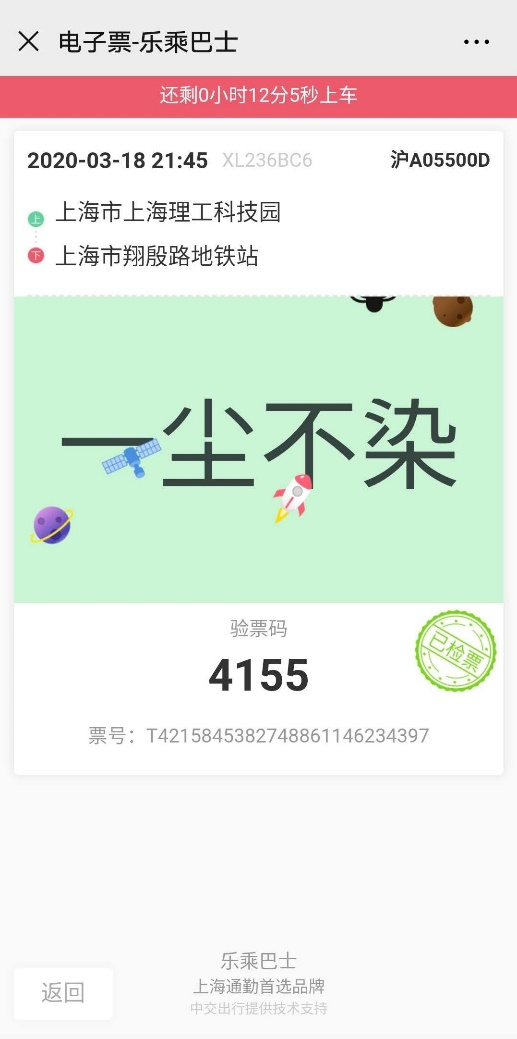 电子票-乐乘巴士
还剩0小时12分5秒上车
2020-03-18 21:45 XL236BC6 沪A05500D
上 上海市上海理工科技园
下 上海市翔殷路地铁站
一尘不染
验票码
已检票
4155
票号：T4215845382748861146234397
乐乘巴士
上海通勤首选品牌
返回
中交出行提供技术支持